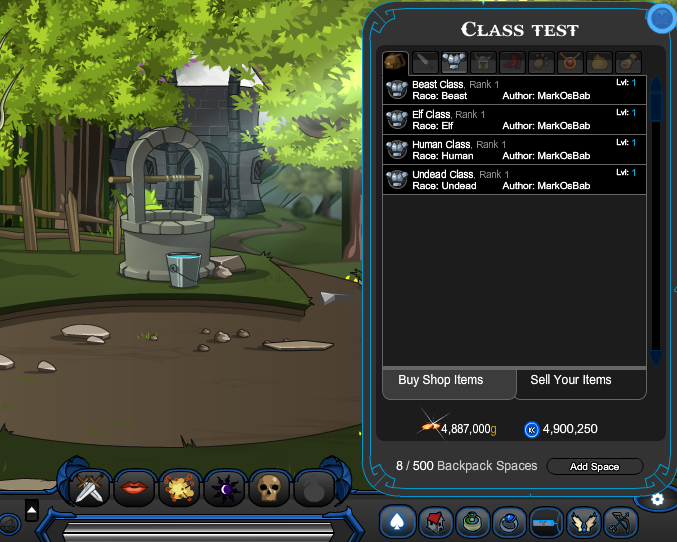 CLASS TEST
Beast Class, Rank 1 Lvl: 1
Race: Beast Author: MarkOsBab
Elf Class, Rank 1 Lvl: 1
Race: Elf Author: MarkOsBab
Human Class, Rank 1 Lvl: 1
Race: Human Author: MarkOsBab
Undead Class, Rank 1 Lvl: 1
Race: Undead Author: MarkOsBab
Buy Shop Items Sell Your Items
4,887,000g KC 4,900,250
8 / 500 Backpack Spaces Add Space